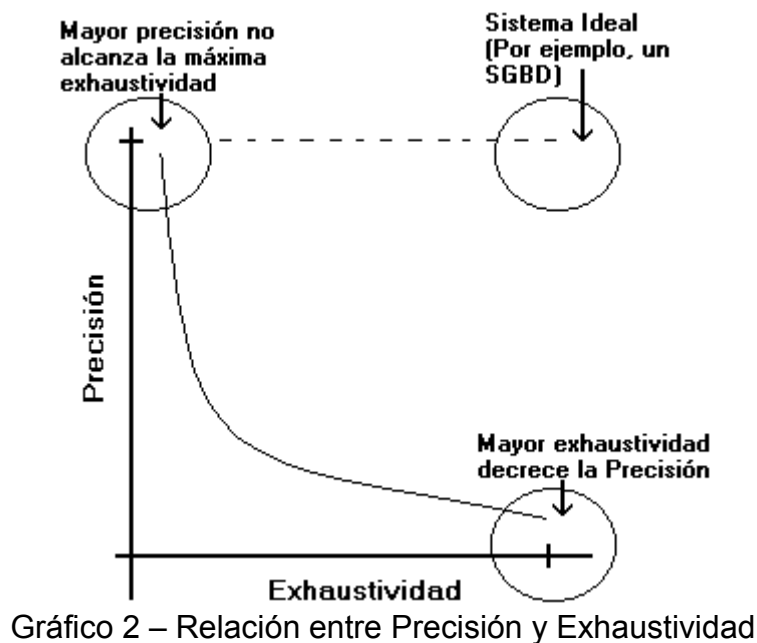 Mayor precisión no
alcanza la máxima
exhaustividad
Sistema Ideal
(Por ejemplo, un
SGBD)
Precisión
Mayor exhaustividad
decrece la Precisión
Exhaustividad
Gráfico 2 – Relación entre Precisión y Exhaustividad